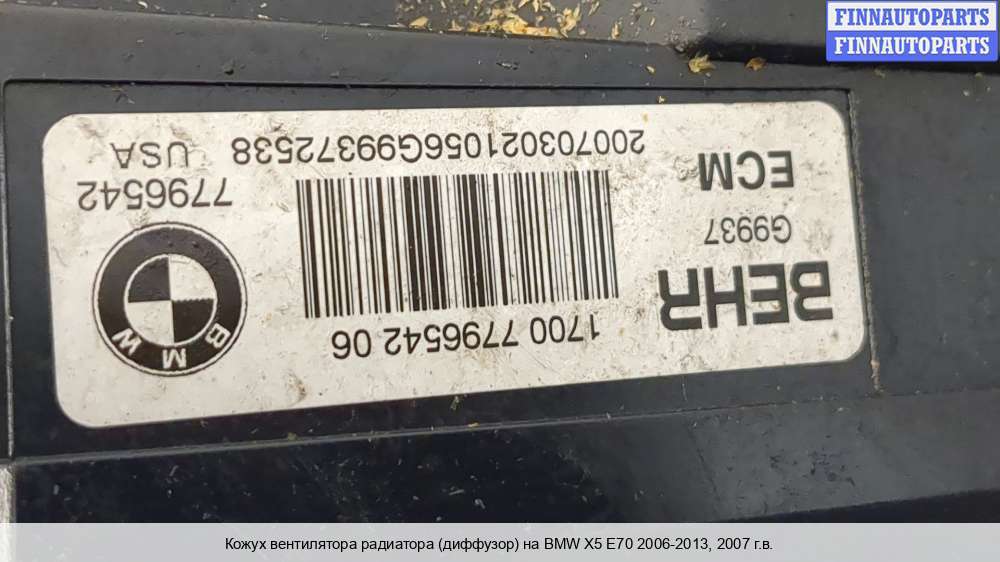 FINNAUTOPARTS
FINNAUTOPARTS
BEHR
G9937
ECM
1700 7796542 06
200703021056G99372538
BMW
7796542
USA
Кожух вентилятора радиатора (диффузор) на BMW X5 E70 2006-2013, 2007 г.в.